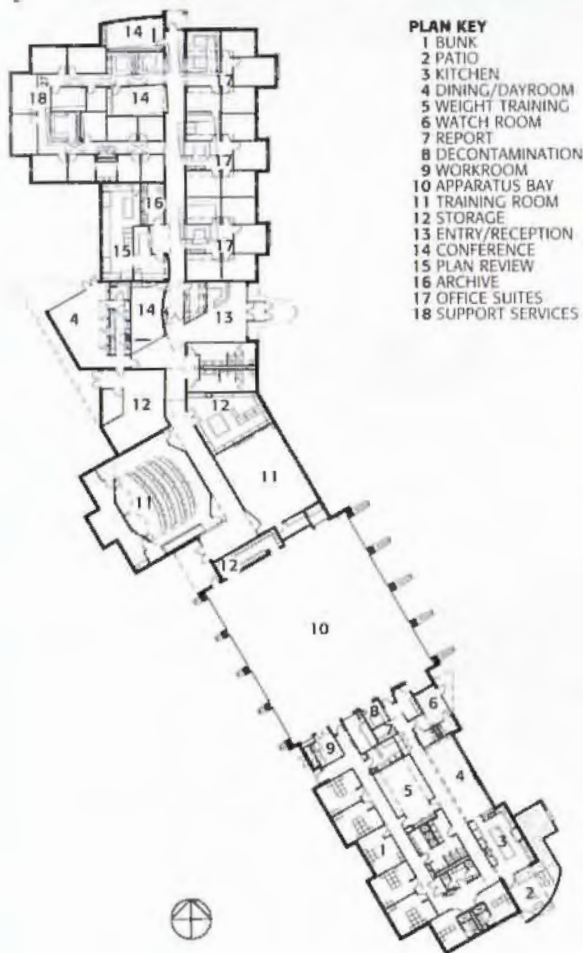 PLAN KEY
1 BUNK
2 PATIO
3 KITCHEN
4 DINING/DAYROOM
5 WEIGHT TRAINING
6 WATCH ROOM
7 REPORT
8 DECONTAMINATION
9 WORKROOM
10 APPARATUS BAY
11 TRAINING ROOM
12 STORAGE
13 ENTRY/RECEPTION
14 CONFERENCE
15 PLAN REVIEW
16 ARCHIVE
17 OFFICE SUITES
18 SUPPORT SERVICES
14
17
18
14
17
16
15
17
14
13
4
12
12
11
11
12
10
6
8
9
4
5
3
1
2